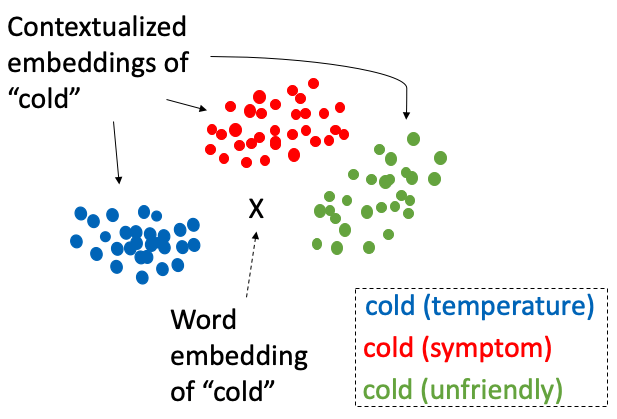 Contextualized
embeddings of
“cold”
X
Word
embedding
of “cold”
cold (temperature)
cold (symptom)
cold (unfriendly)